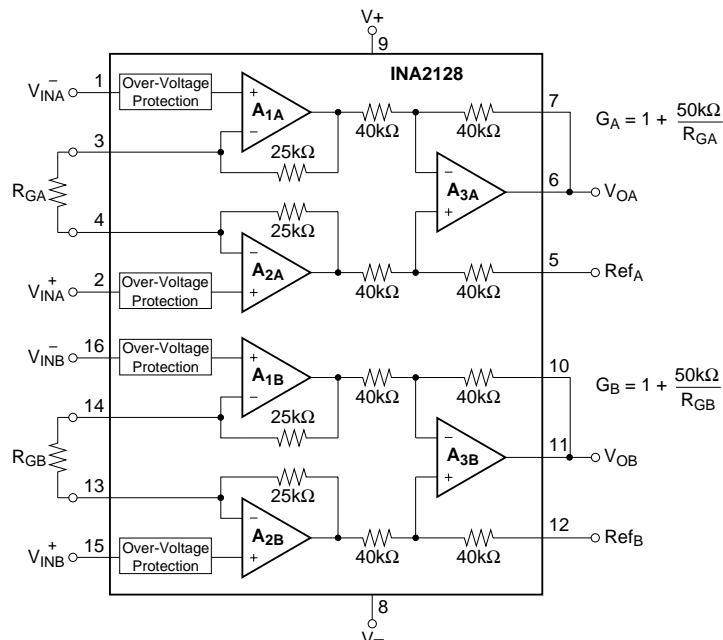 V+
9
INA2128
V⁻INA
1
Over-Voltage
Protection
+
−
A1A
40kΩ
40kΩ
7
GA = 1 + 50kΩ/RGA
3
25kΩ
RGA
−
+
A3A
6
VOA
4
25kΩ
−
+
A2A
V⁺INA
2
Over-Voltage
Protection
40kΩ
40kΩ
5
RefA
V⁻INB
16
Over-Voltage
Protection
+
−
A1B
40kΩ
40kΩ
10
GB = 1 + 50kΩ/RGB
14
25kΩ
RGB
−
+
A3B
11
VOB
13
25kΩ
−
+
A2B
V⁺INB
15
Over-Voltage
Protection
40kΩ
40kΩ
12
RefB
8
V−